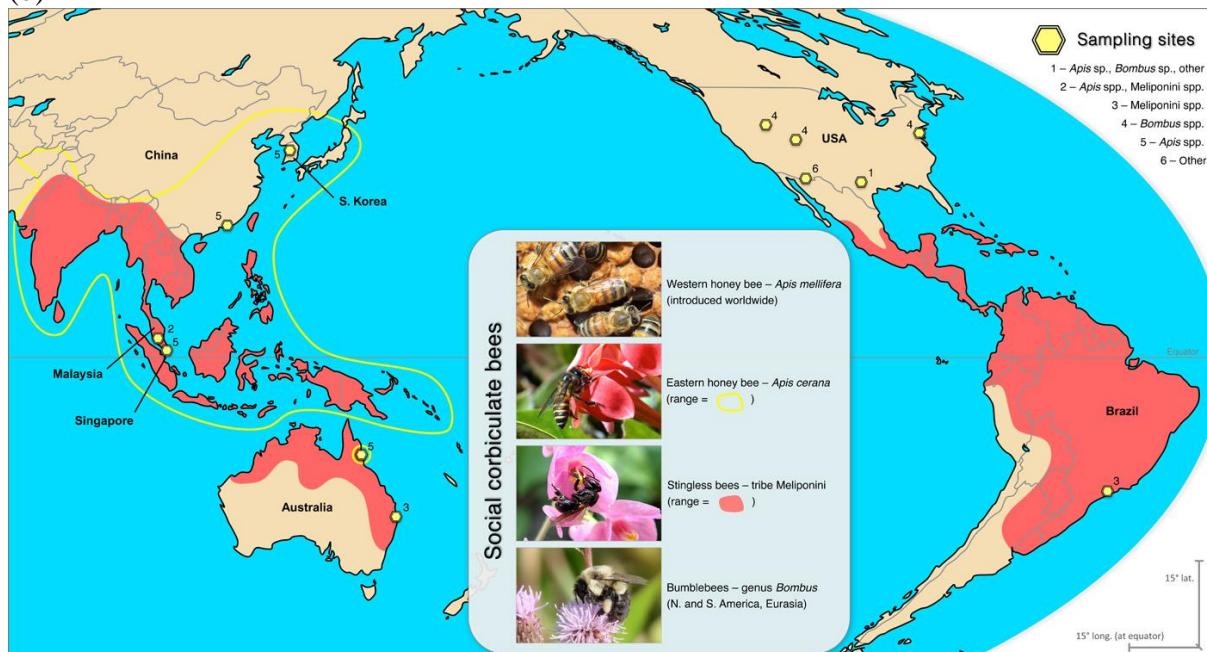 Sampling sites
1 – Apis sp., Bombus sp., other
2 – Apis spp., Meliponini spp.
3 – Meliponini spp.
4 – Bombus spp.
5 – Apis spp.
6 – Other
4
4
USA
4
6
1
China
5
S. Korea
5
2
5
Malaysia
Singapore
Equator
Brazil
3
5
Australia
3
Social corbiculate bees
Western honey bee – Apis mellifera
(introduced worldwide)
Eastern honey bee – Apis cerana
(range = )
Stingless bees – tribe Meliponini
(range = )
Bumblebees – genus Bombus
(N. and S. America, Eurasia)
15° lat.
15° long. (at equator)